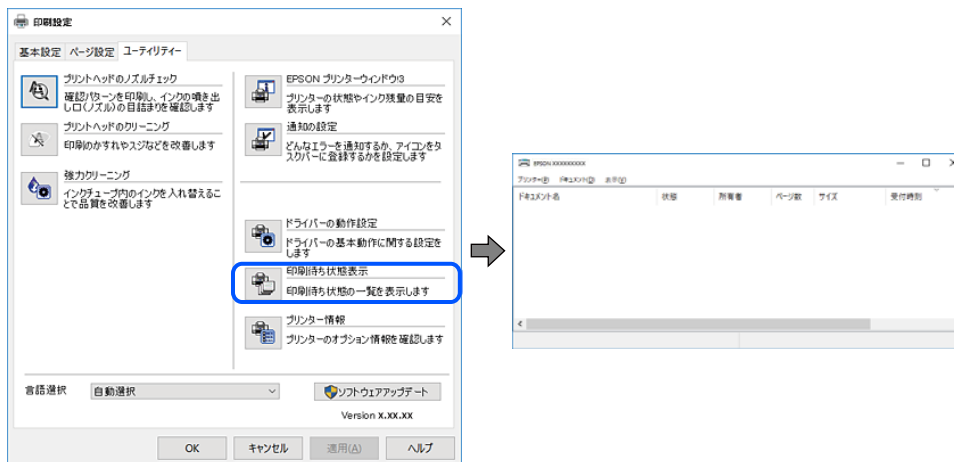 印刷設定
基本設定 ページ設定 ユーティリティー
プリントヘッドのノズルチェック
確認パターンを印刷し、インクの噴き出
し口(ノズル)の目詰まりを確認します
プリントヘッドのクリーニング
印刷のかすれやスジなどを改善します
強力クリーニング
インクチューブ内のインクを入れ替えるこ
とで品質を改善します
EPSON プリンターウィンドウ!3
プリンターの状態やインク残量の目安を
表示します
通知の設定
どんなエラーを通知するか、アイコンをタ
スクバーに登録するかを設定します
ドライバーの動作設定
ドライバーの基本動作に関する設定を
します
印刷待ち状態表示
印刷待ち状態の一覧を表示します
プリンター情報
プリンターのオプション情報を確認します
言語選択 自動選択
ソフトウェアアップデート
Version X.XX.XX
OK キャンセル 適用(A) ヘルプ
EPSON XXXXXXXXXX
プリンター(P) ドキュメント(D) 表示(V)
ドキュメント名 状態 所有者 ページ数 サイズ 受付時刻